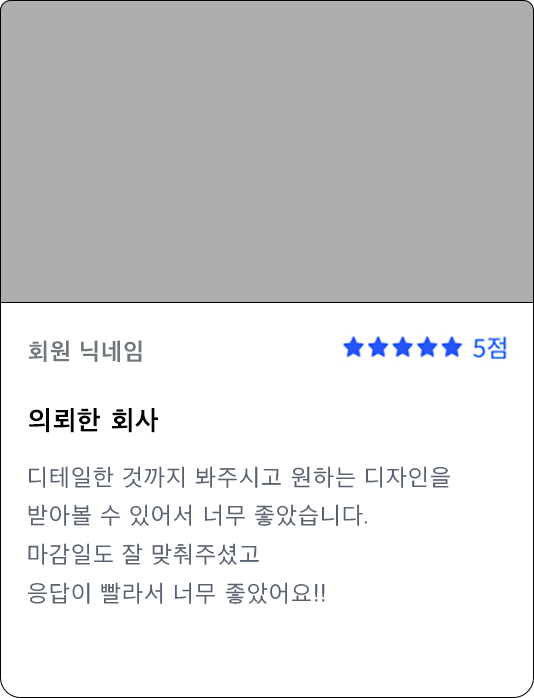 회원 닉네임
★★★★★ 5점
의뢰한 회사
디테일한 것까지 봐주시고 원하는 디자인을
받아볼 수 있어서 너무 좋았습니다.
마감일도 잘 맞춰주셨고
응답이 빨라서 너무 좋았어요!!